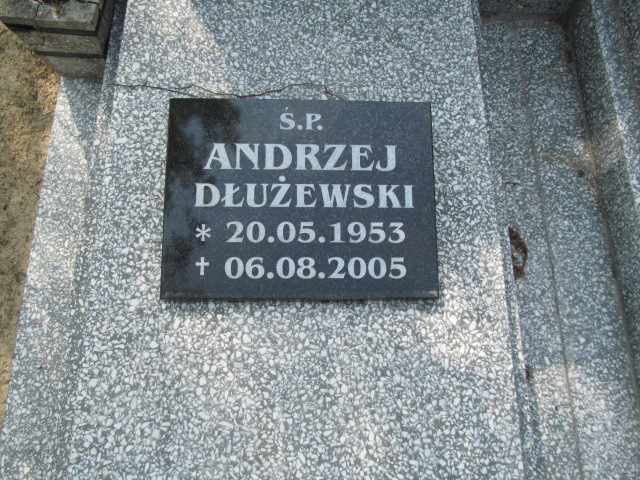 Ś.P.
ANDRZEJ
DŁUŻEWSKI
* 20.05.1953
✝ 06.08.2005